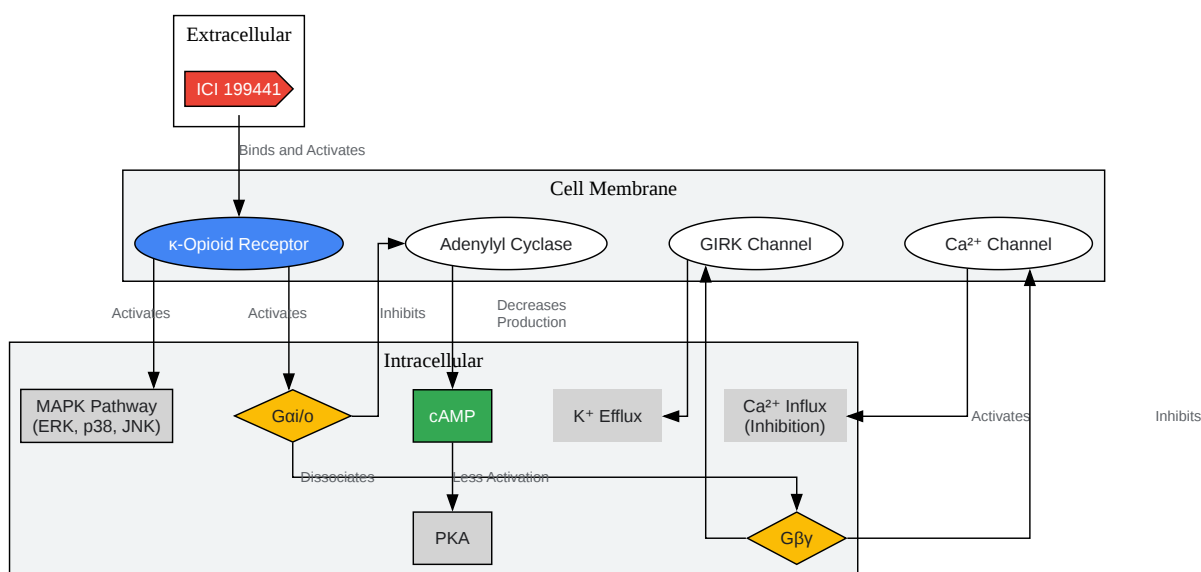 Extracellular
ICI 199441
Binds and Activates
Cell Membrane
κ-Opioid Receptor
Adenylyl Cyclase
GIRK Channel
Ca²⁺ Channel
Activates
Activates
Inhibits
Decreases
Production
Intracellular
MAPK Pathway
(ERK, p38, JNK)
Gαi/o
cAMP
K⁺ Efflux
Ca²⁺ Influx
(Inhibition)
Activates
Inhibits
Dissociates
Less Activation
PKA
Gβγ